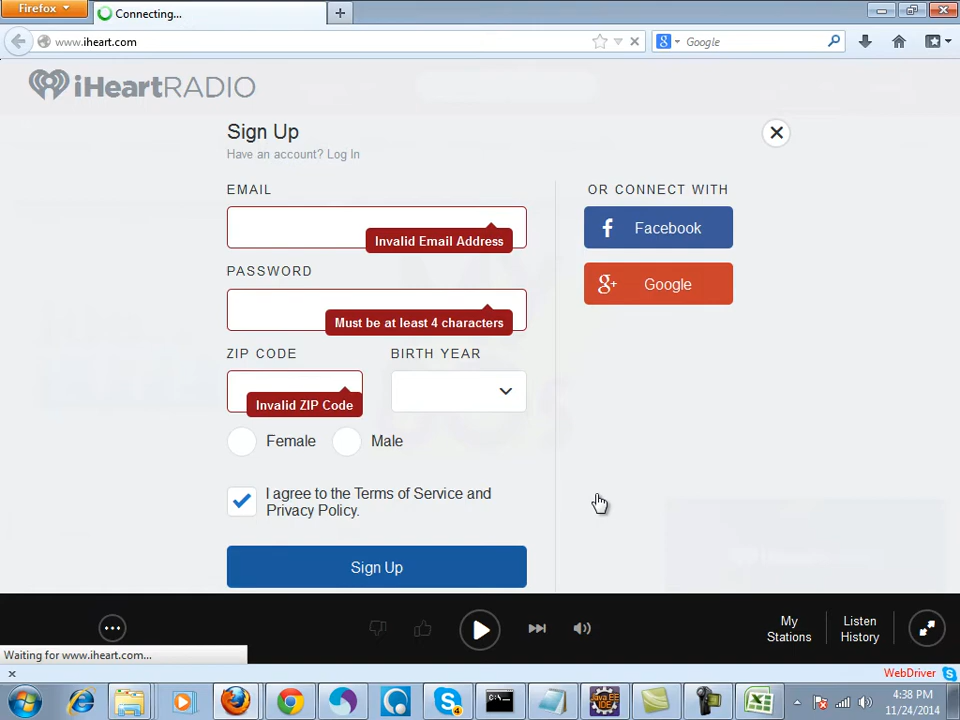 Firefox
Connecting...
www.iheart.com
Google
iHeartRADIO
Sign Up
Have an account? Log In
EMAIL
Invalid Email Address
PASSWORD
Must be at least 4 characters
ZIP CODE
BIRTH YEAR
Invalid ZIP Code
Female
Male
I agree to the Terms of Service and
Privacy Policy.
Sign Up
OR CONNECT WITH
Facebook
Google
My
Stations
Listen
History
Waiting for www.iheart.com...
WebDriver
4:38 PM
11/24/2014